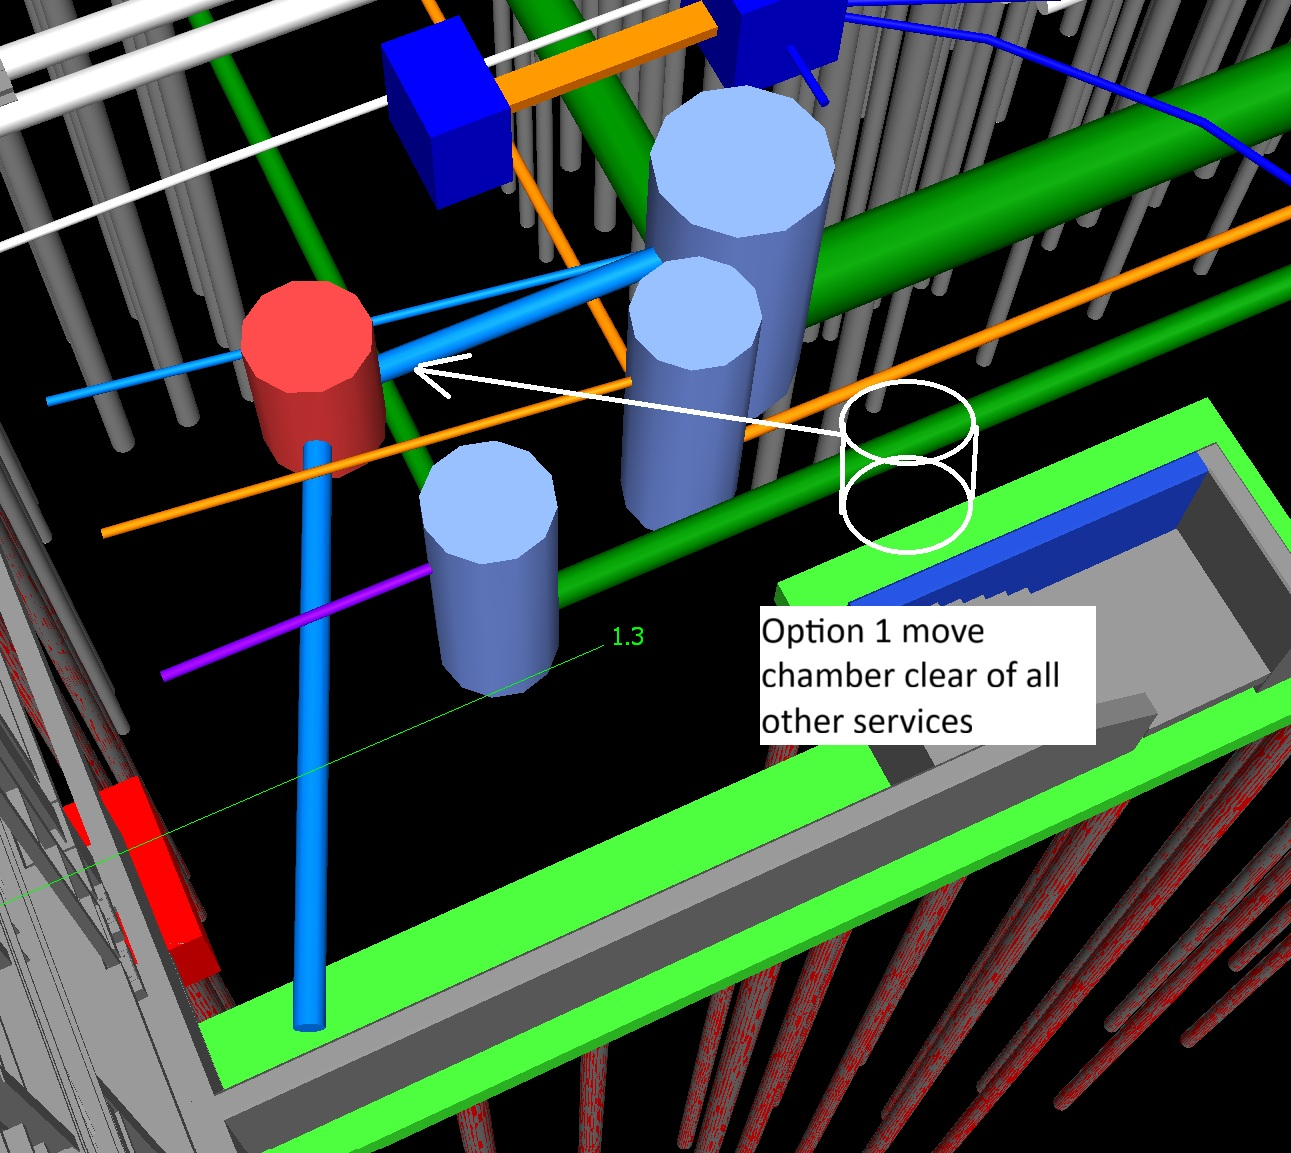 1.3
Option 1 move
chamber clear of all
other services